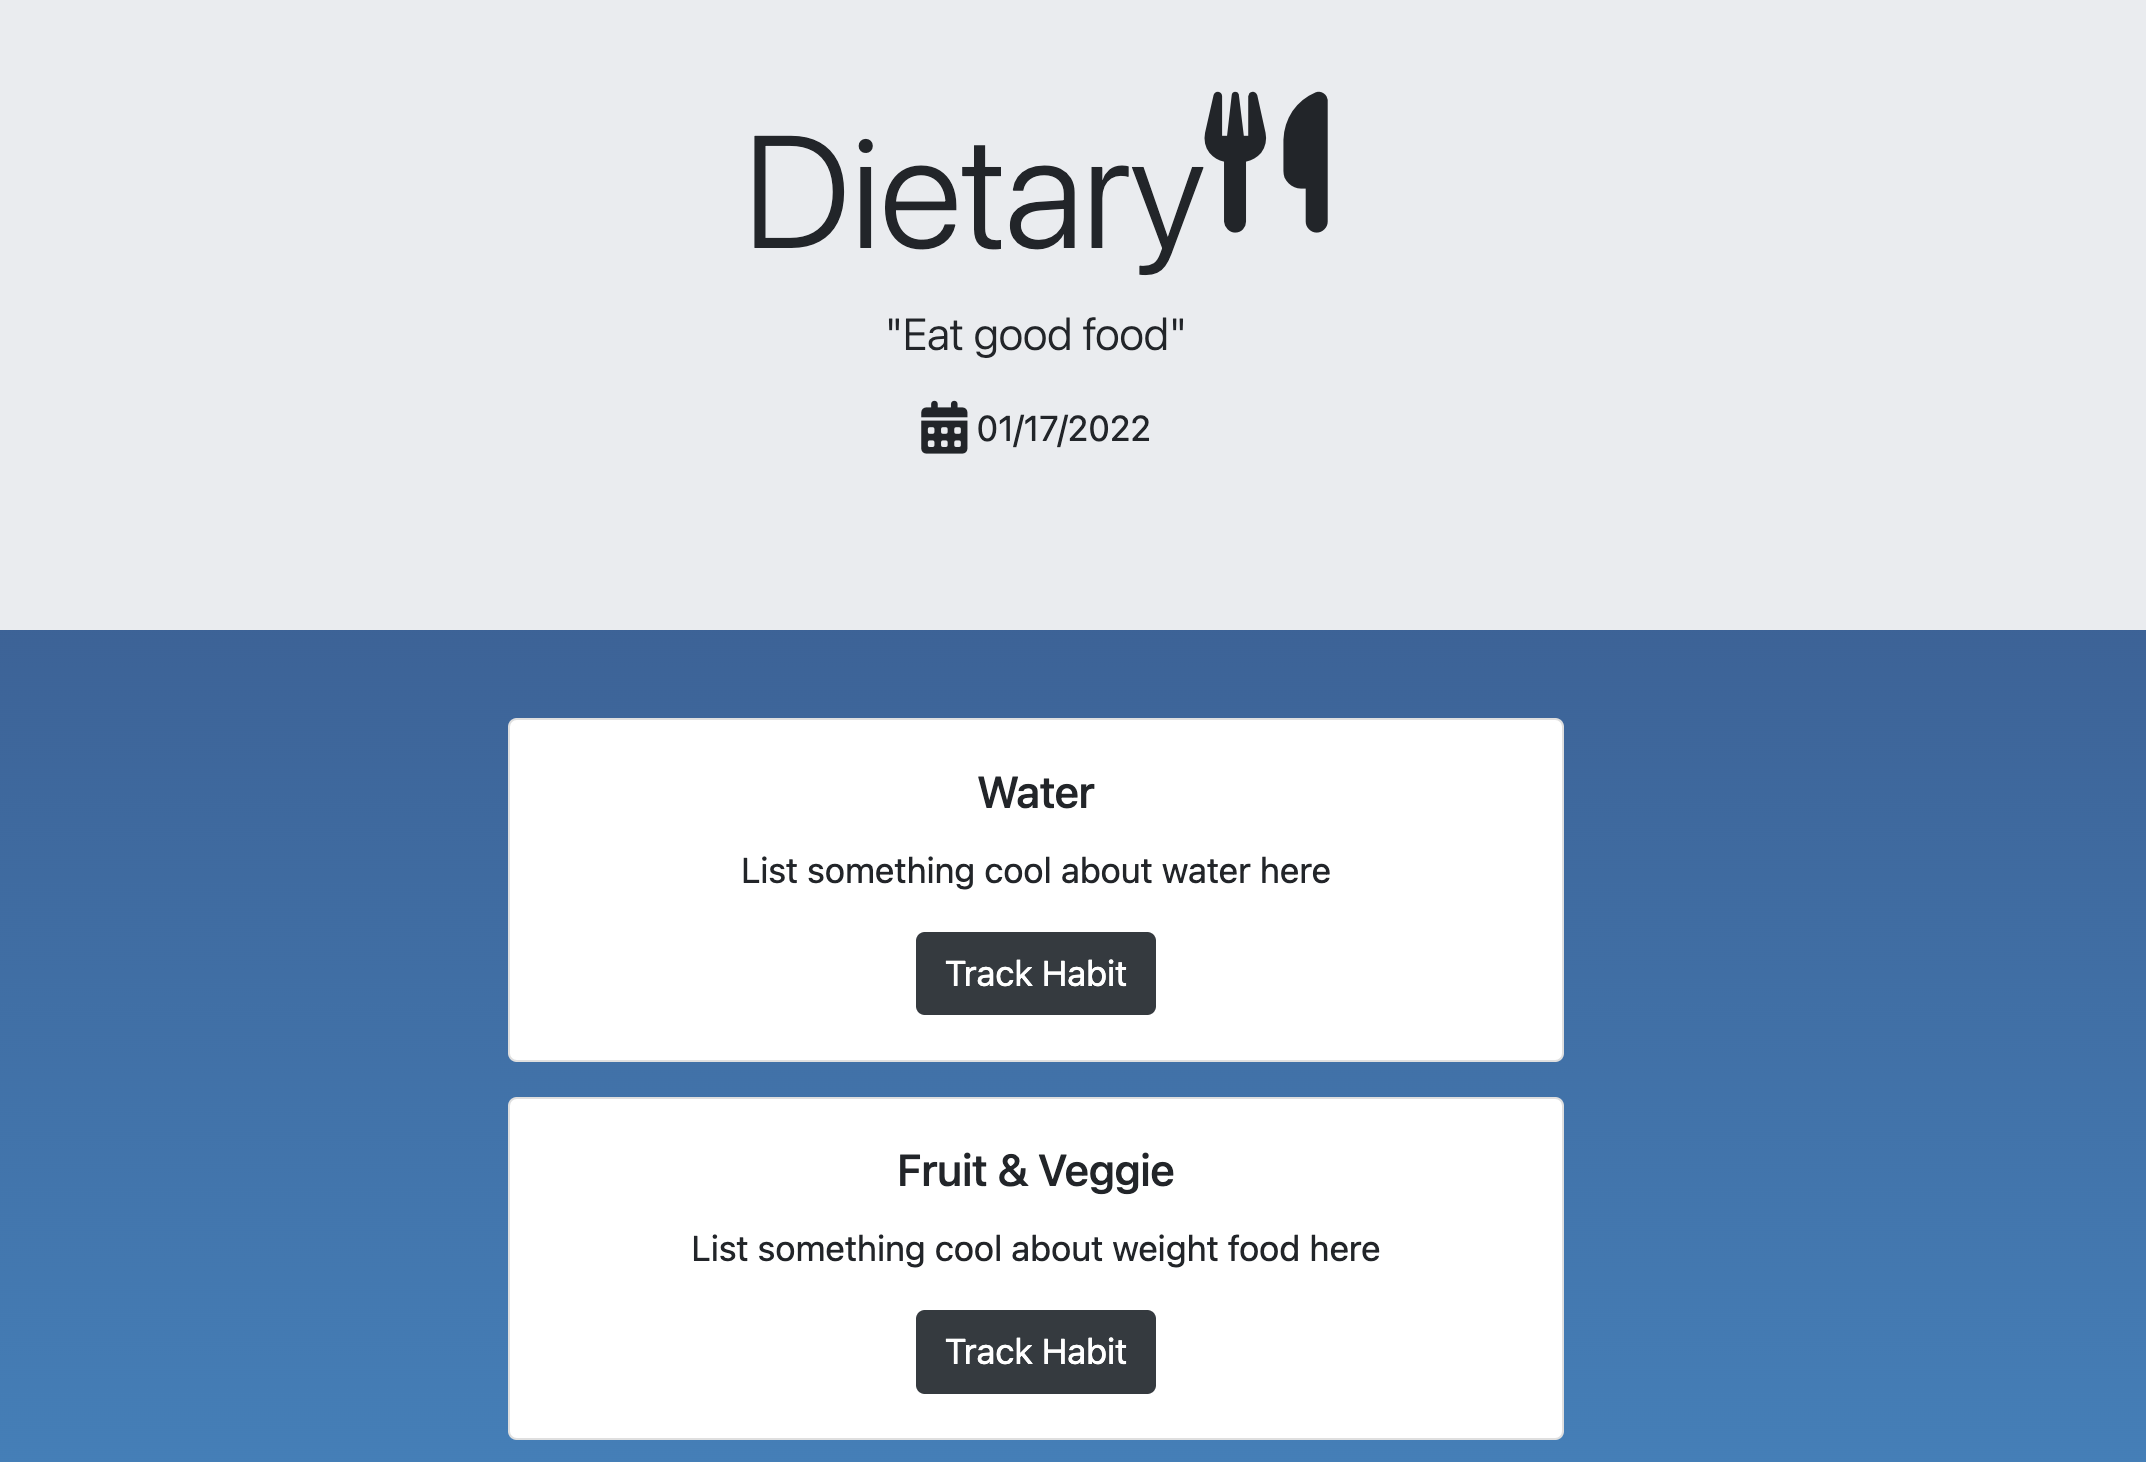 Dietary
"Eat good food"
01/17/2022
Water
List something cool about water here
Track Habit
Fruit & Veggie
List something cool about weight food here
Track Habit